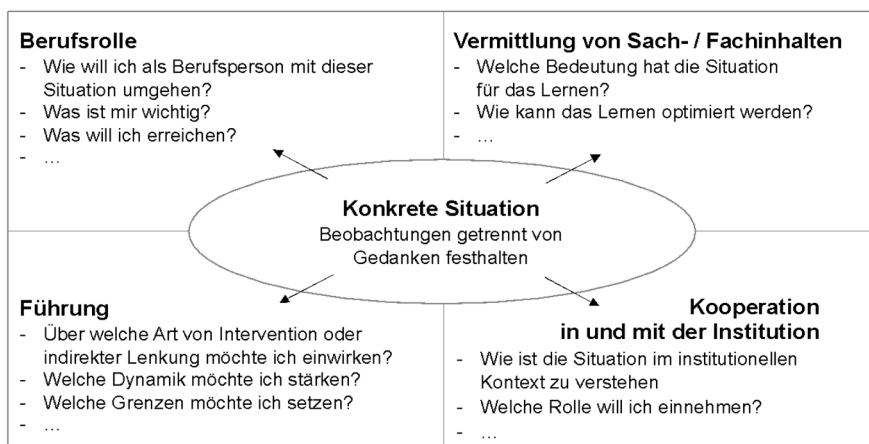 Berufsrolle
- Wie will ich als Berufsperson mit dieser
Situation umgehen?
- Was ist mir wichtig?
- Was will ich erreichen?
- ...
Vermittlung von Sach- / Fachinhalten
- Welche Bedeutung hat die Situation
für das Lernen?
- Wie kann das Lernen optimiert werden?
- ...
Konkrete Situation
Beobachtungen getrennt von
Gedanken festhalten
Führung
- Über welche Art von Intervention oder
indirekter Lenkung möchte ich einwirken?
- Welche Dynamik möchte ich stärken?
- Welche Grenzen möchte ich setzen?
- ...
Kooperation
in und mit der Institution
- Wie ist die Situation im institutionellen
Kontext zu verstehen
- Welche Rolle will ich einnehmen?
- ...